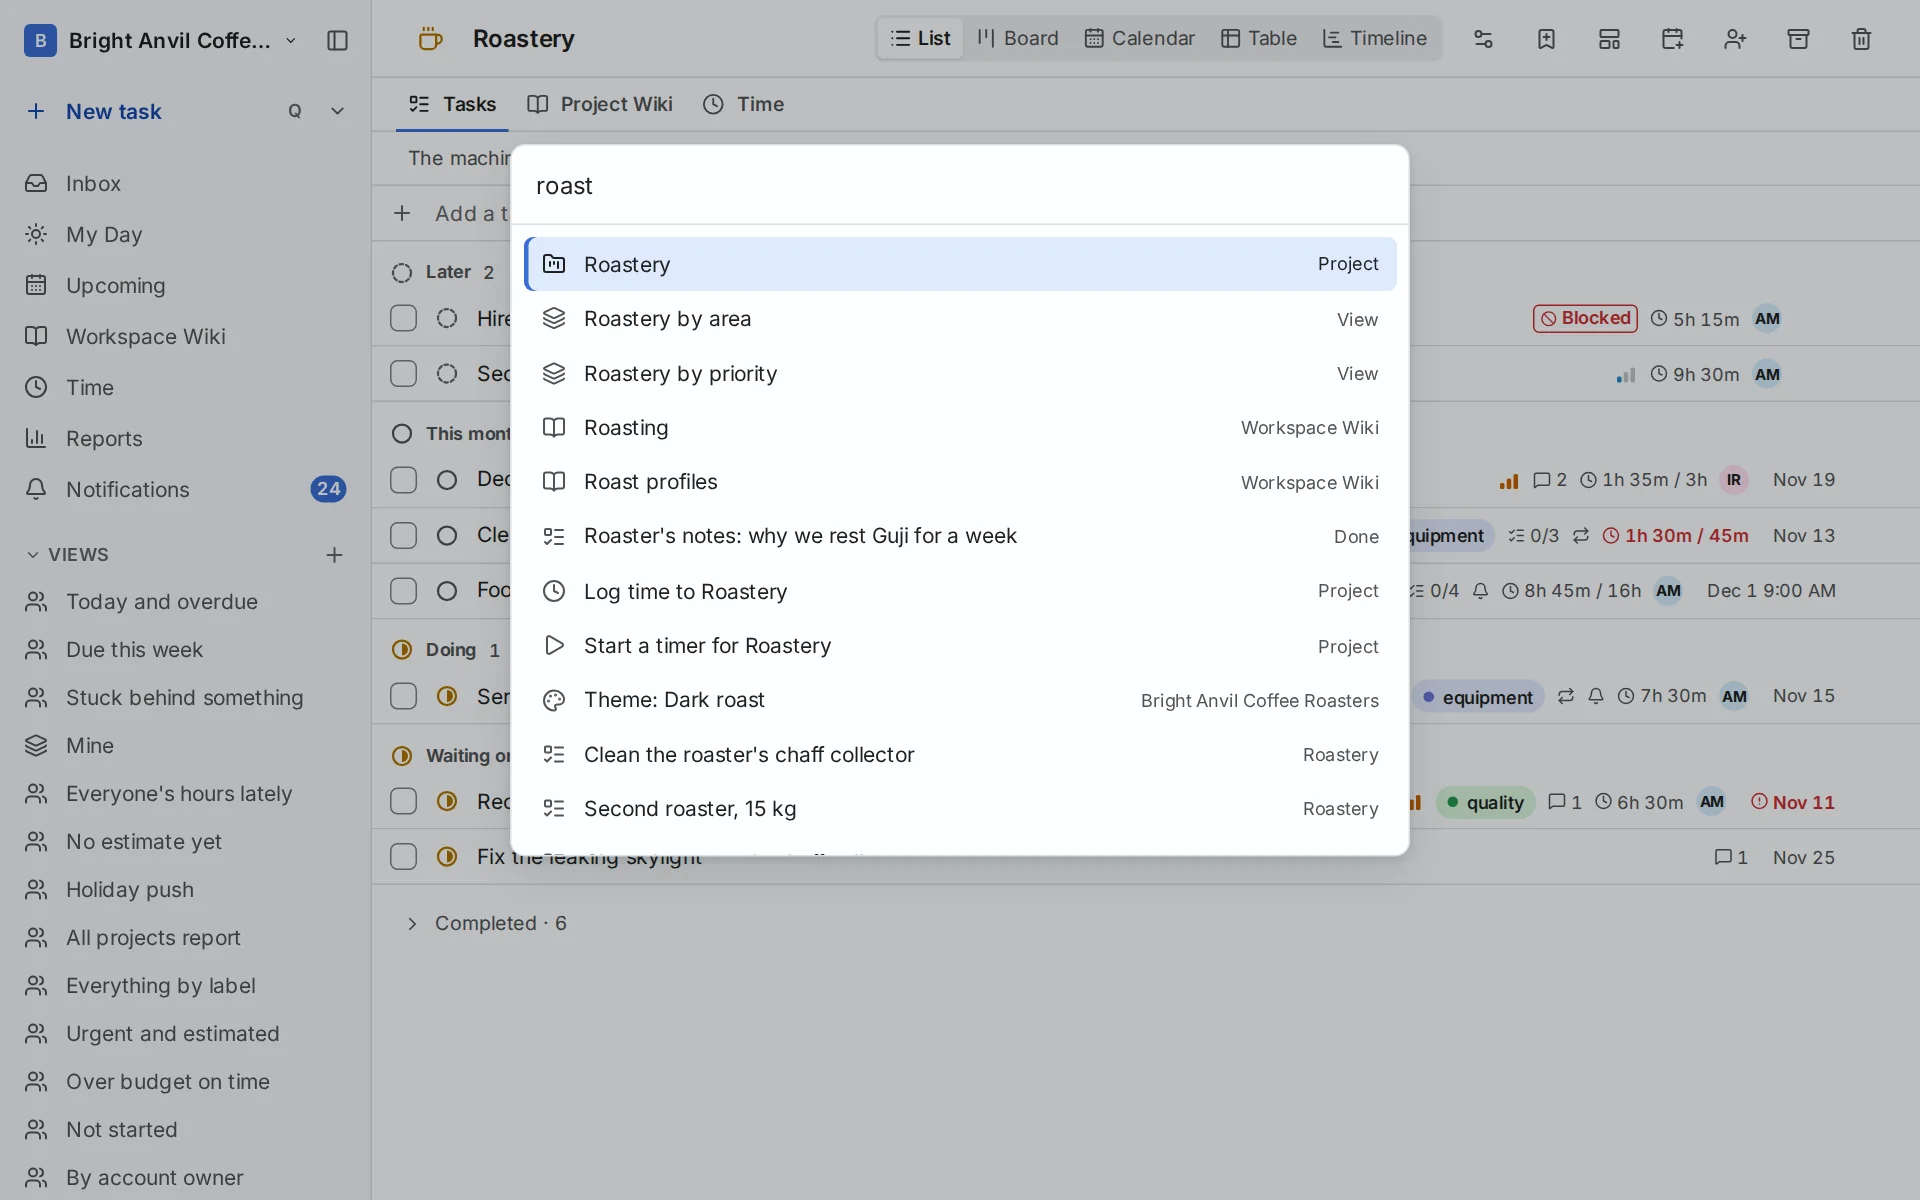 B Bright Anvil Coffe...
Roastery
List
Board
Calendar
Table
Timeline
New task
Q
Tasks
Project Wiki
Time
Inbox
My Day
Upcoming
Workspace Wiki
Time
Reports
Notifications
24
VIEWS
Today and overdue
Due this week
Stuck behind something
Mine
Everyone's hours lately
No estimate yet
Holiday push
All projects report
Everything by label
Urgent and estimated
Over budget on time
Not started
By account owner
The
Add a
roast
Roastery Project
Roastery by area View
Roastery by priority View
Roasting Workspace Wiki
Roast profiles Workspace Wiki
Roaster's notes: why we rest Guji for a week Done
Log time to Roastery Project
Start a timer for Roastery Project
Theme: Dark roast Bright Anvil Coffee Roasters
Clean the roaster's chaff collector Roastery
Second roaster, 15 kg Roastery
Later 2
Blocked 5h 15m AM
9h 30m AM
This
2 1h 35m / 3h IR Nov 19
0/3 1h 30m / 45m Nov 13
0/4 8h 45m / 16h AM Dec 1 9:00 AM
Doing 1
equipment 7h 30m AM Nov 15
Waiting
quality 1 6h 30m AM Nov 11
Fix the leaking skylight 1 Nov 25
Completed · 6